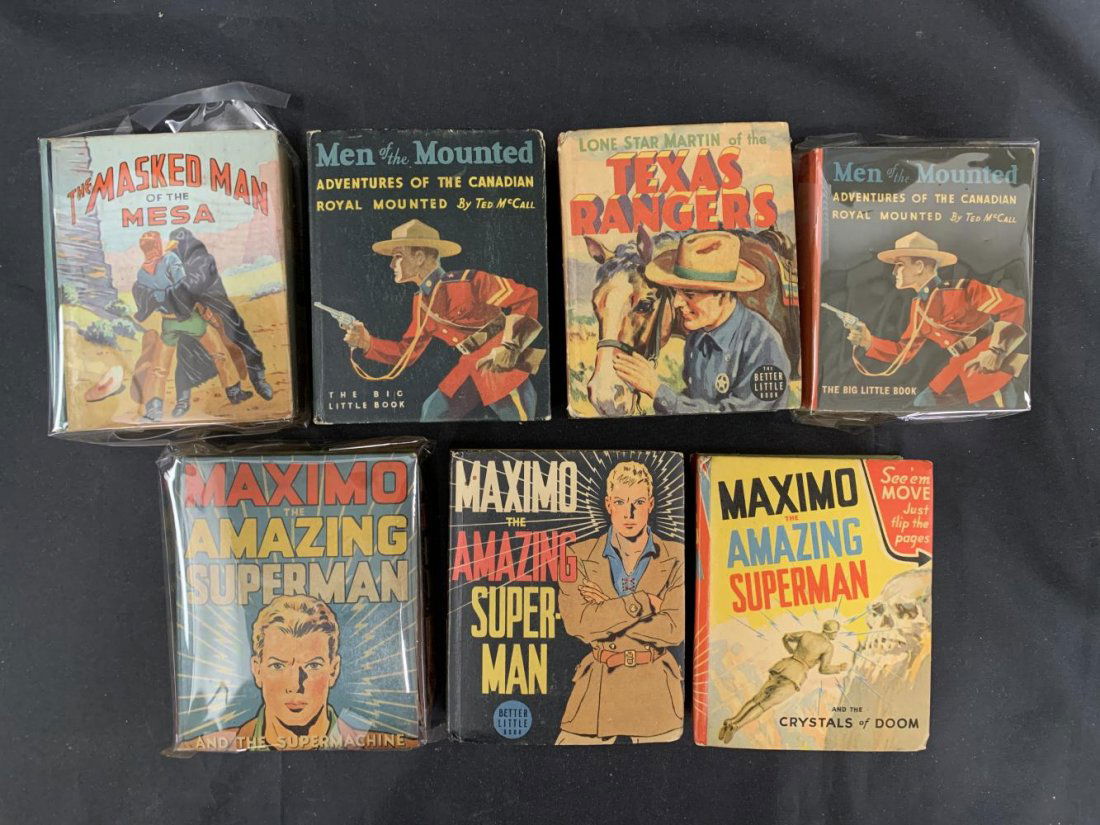 THE MASKED MAN
OF THE
MESA
Men of the Mounted
ADVENTURES OF THE CANADIAN
ROYAL MOUNTED By TED McCALL
THE BIG
LITTLE BOOK
LONE STAR MARTIN of the
TEXAS
RANGERS
THE
BETTER
LITTLE
BOOK
Men of the Mounted
ADVENTURES OF THE CANADIAN
ROYAL MOUNTED By TED McCALL
THE BIG LITTLE BOOK
MAXIMO
THE
AMAZING
SUPERMAN
AND THE SUPERMACHINE
MAXIMO
THE
AMAZING
SUPER-
MAN
BETTER
LITTLE
BOOK
MAXIMO
THE
AMAZING
SUPERMAN
See 'em
MOVE
Just
flip the
pages
AND THE
CRYSTALS of DOOM